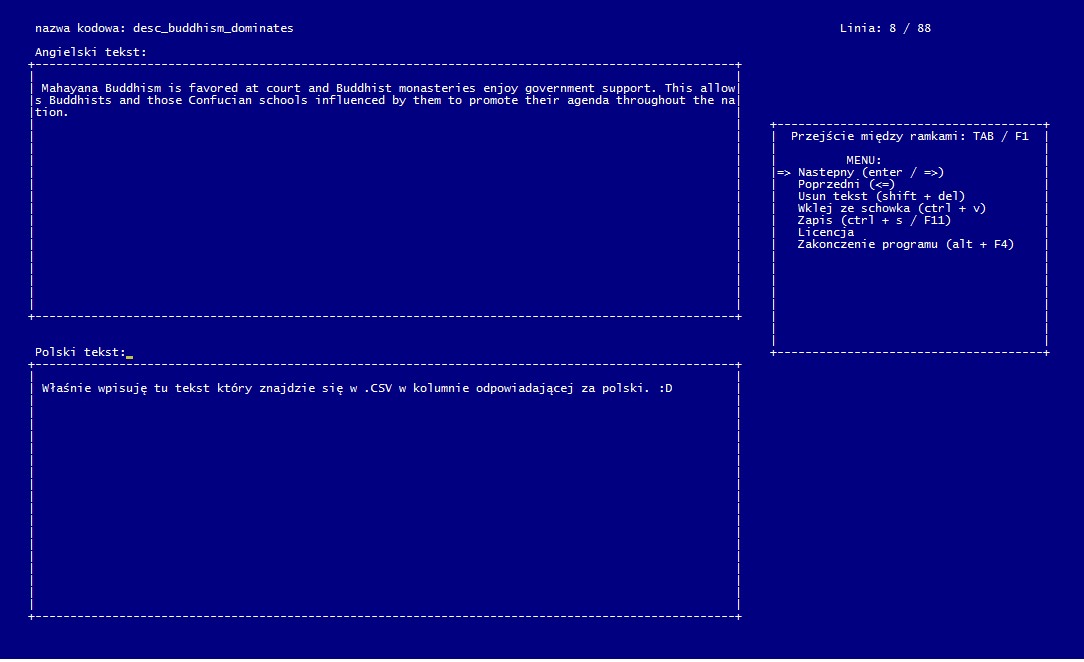 nazwa kodowa: desc_buddhism_dominates
Linia: 8 / 88
Angielski tekst:
Mahayana Buddhism is favored at court and Buddhist monasteries enjoy government support. This allow
s Buddhists and those Confucian schools influenced by them to promote their agenda throughout the na
tion.
Przejście między ramkami: TAB / F1
MENU:
=> Nastepny (enter / =>)
Poprzedni (<=)
Usun tekst (shift + del)
Wklej ze schowka (ctrl + v)
Zapis (ctrl + s / F11)
Licencja
Zakonczenie programu (alt + F4)
Polski tekst:_
Właśnie wpisuję tu tekst który znajdzie się w .CSV w kolumnie odpowiadającej za polski. :D